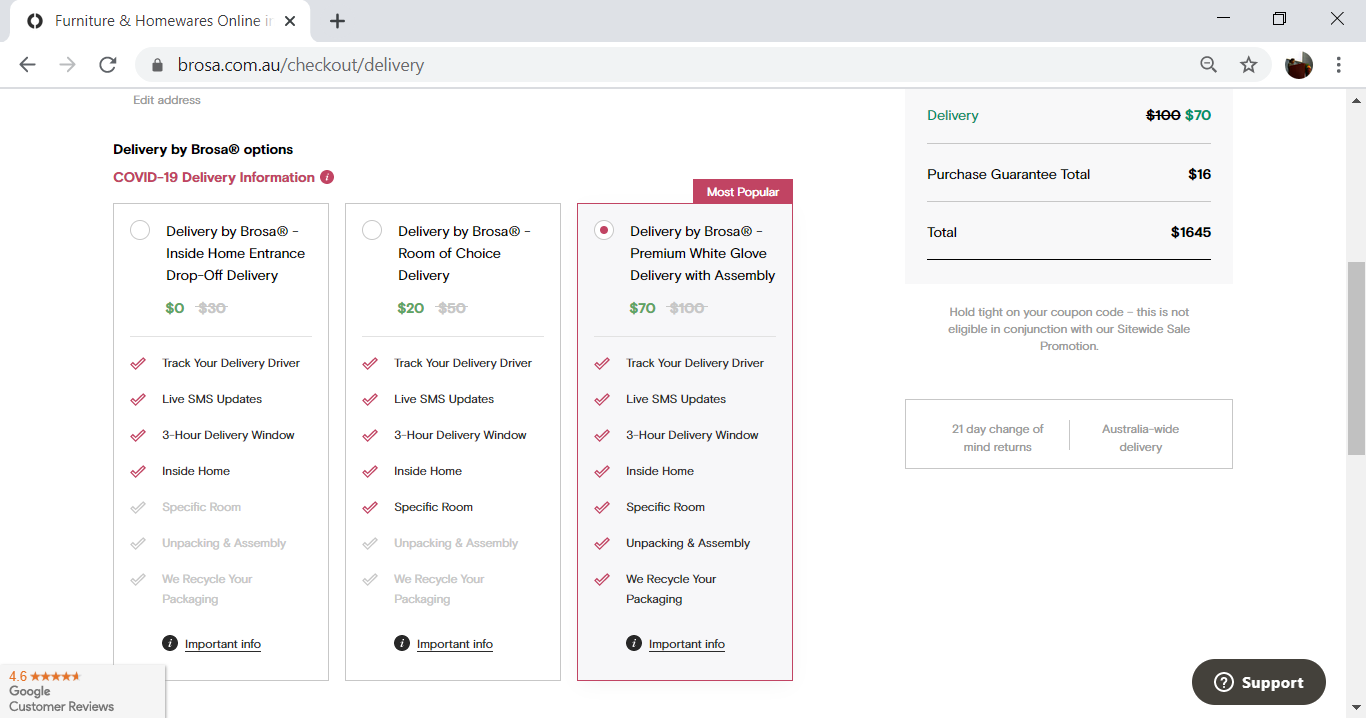 Furniture & Homewares Online in
brosa.com.au/checkout/delivery
Edit address
Delivery by Brosa® options
COVID-19 Delivery Information i
Delivery by Brosa® -
Inside Home Entrance
Drop-Off Delivery
$0 $30
Track Your Delivery Driver
Live SMS Updates
3-Hour Delivery Window
Inside Home
Specific Room
Unpacking & Assembly
We Recycle Your
Packaging
i Important info
Delivery by Brosa® -
Room of Choice
Delivery
$20 $50
Track Your Delivery Driver
Live SMS Updates
3-Hour Delivery Window
Inside Home
Specific Room
Unpacking & Assembly
We Recycle Your
Packaging
i Important info
Most Popular
Delivery by Brosa® -
Premium White Glove
Delivery with Assembly
$70 $100
Track Your Delivery Driver
Live SMS Updates
3-Hour Delivery Window
Inside Home
Specific Room
Unpacking & Assembly
We Recycle Your
Packaging
i Important info
Delivery $100 $70
Purchase Guarantee Total $16
Total $1645
Hold tight on your coupon code - this is not
eligible in conjunction with our Sitewide Sale
Promotion.
21 day change of
mind returns
Australia-wide
delivery
4.6
Google
Customer Reviews
? Support